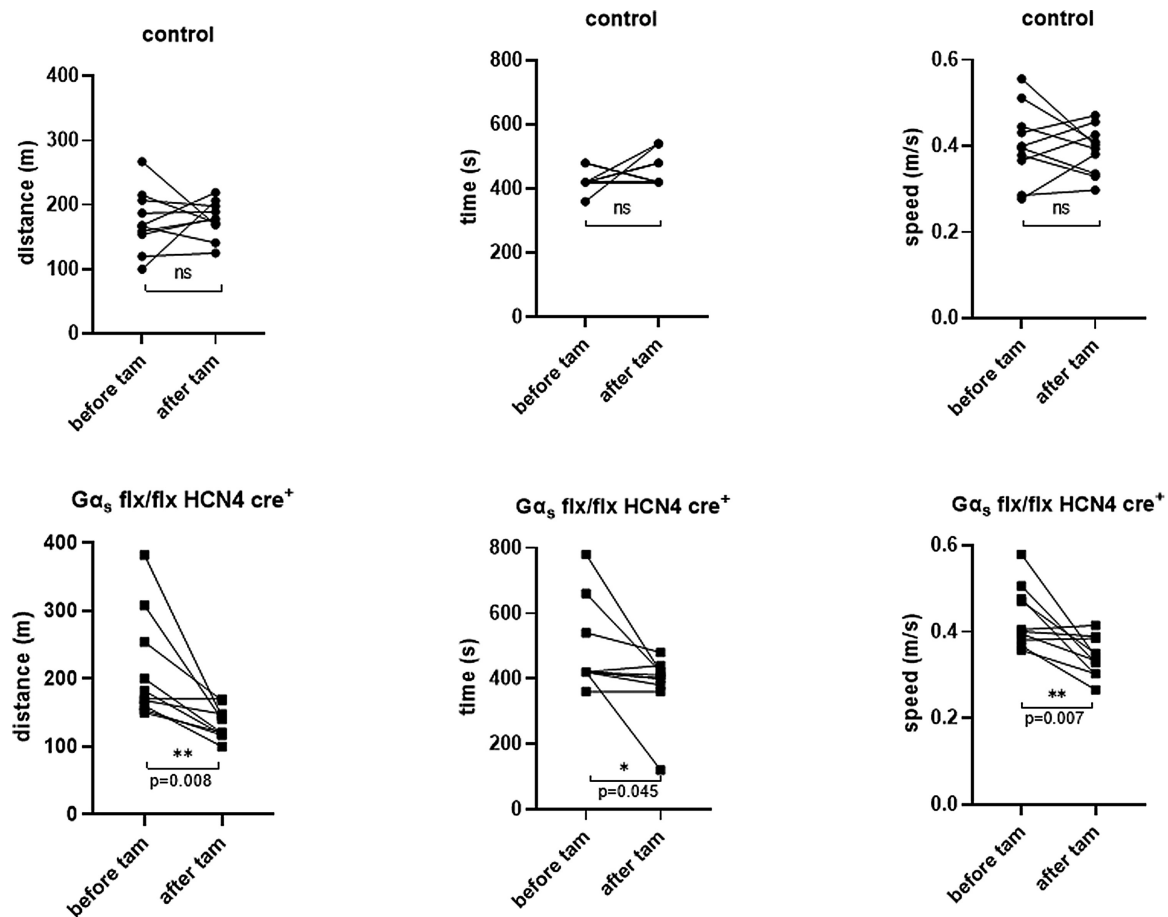 control
400
300
200
100
0
distance (m)
ns
before tam
after tam
control
800
600
400
200
0
time (s)
ns
before tam
after tam
control
0.6
0.4
0.2
0.0
speed (m/s)
ns
before tam
after tam
Gαs flx/flx HCN4 cre+
400
300
200
100
0
distance (m)
**
p=0.008
before tam
after tam
Gαs flx/flx HCN4 cre+
800
600
400
200
0
time (s)
*
p=0.045
before tam
after tam
Gαs flx/flx HCN4 cre+
0.6
0.4
0.2
0.0
speed (m/s)
**
p=0.007
before tam
after tam